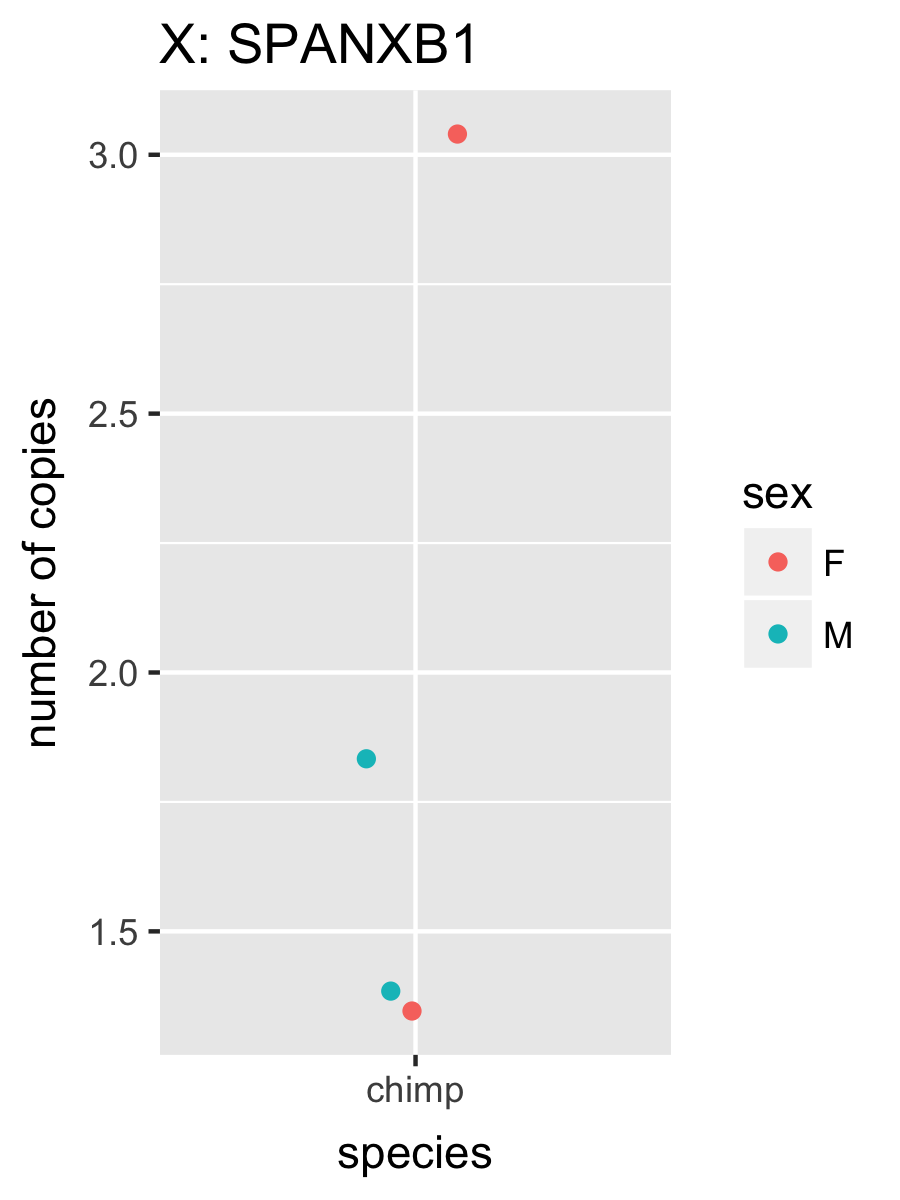 X: SPANXB1
3.0
2.5
2.0
1.5
number of copies
chimp
species
sex
F
M